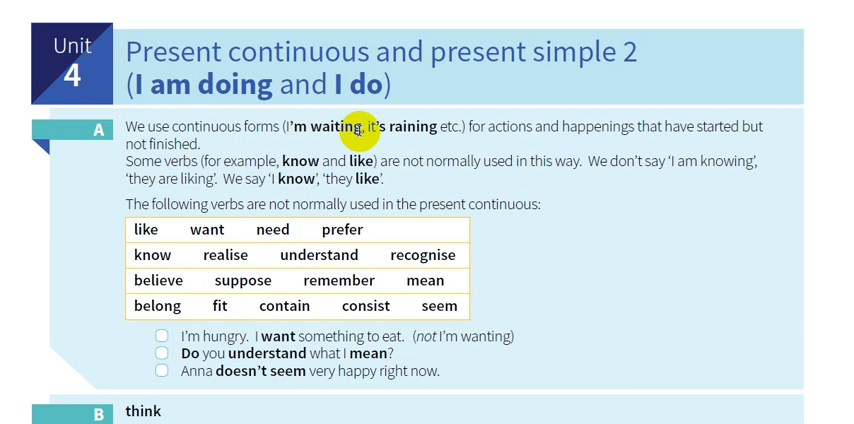 Unit
4
Present continuous and present simple 2
(I am doing and I do)
A
We use continuous forms (I'm waiting, it's raining etc.) for actions and happenings that have started but
not finished.
Some verbs (for example, know and like) are not normally used in this way. We don't say ‘I am knowing’,
‘they are liking’. We say ‘I know’, ‘they like’.
The following verbs are not normally used in the present continuous:
like want need prefer
know realise understand recognise
believe suppose remember mean
belong fit contain consist seem
I'm hungry. I want something to eat. (not I'm wanting)
Do you understand what I mean?
Anna doesn't seem very happy right now.
B
think